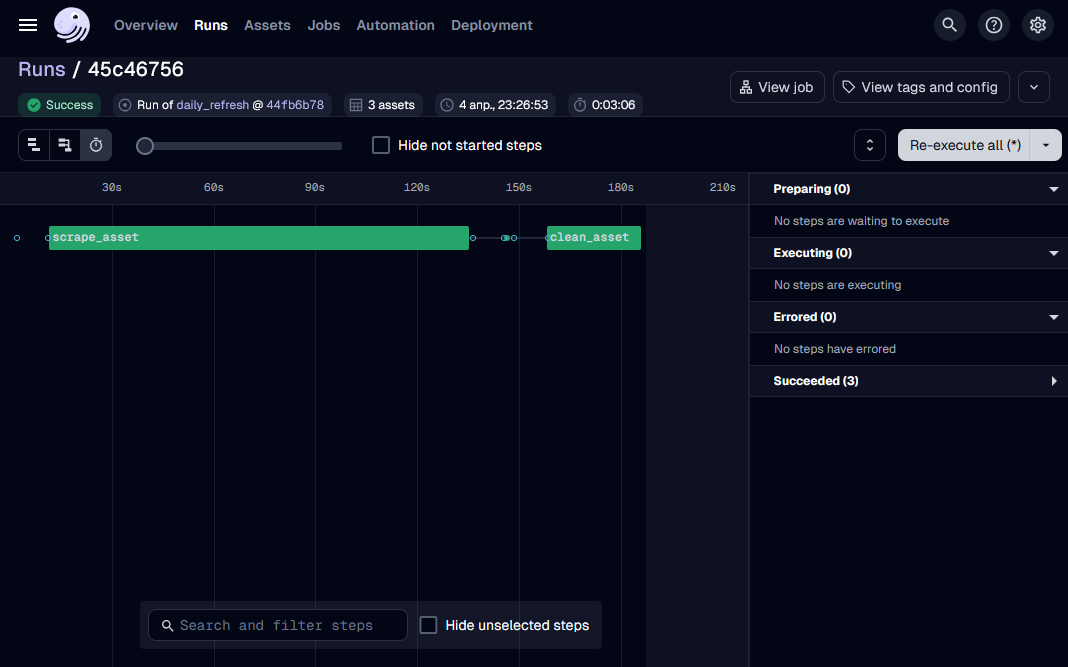 Overview Runs Assets Jobs Automation Deployment
Runs / 45c46756
Success Run of daily_refresh @ 44fb6b78 3 assets 4 апр., 23:26:53 0:03:06
View job View tags and config
Hide not started steps
Re-execute all (*)
30s 60s 90s 120s 150s 180s 210s
scrape_asset clean_asset
Preparing (0)
No steps are waiting to execute
Executing (0)
No steps are executing
Errored (0)
No steps have errored
Succeeded (3)
Search and filter steps Hide unselected steps